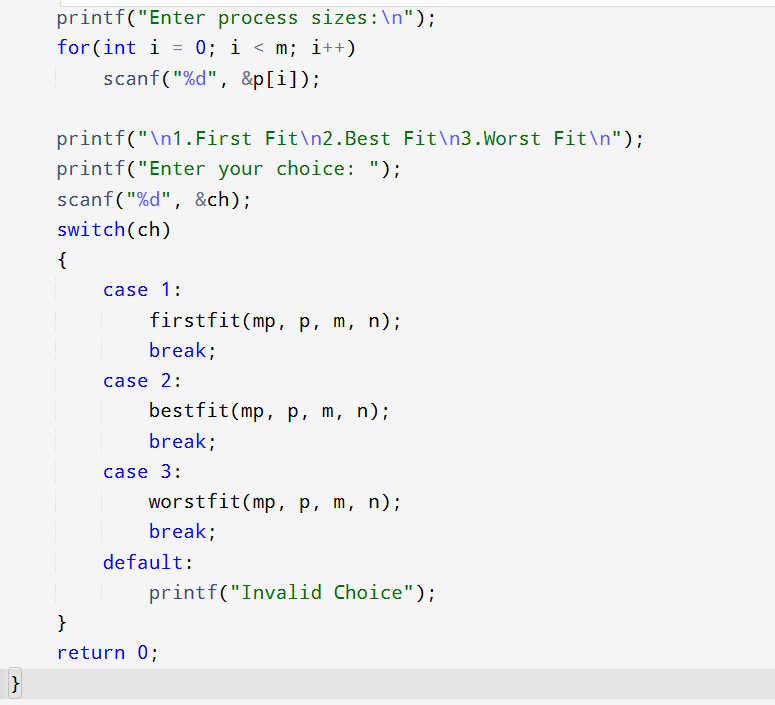 printf("Enter process sizes:\n");
for(int i = 0; i < m; i++)
scanf("%d", &p[i]);
printf("\n1.First Fit\n2.Best Fit\n3.Worst Fit\n");
printf("Enter your choice: ");
scanf("%d", &ch);
switch(ch)
{
case 1:
firstfit(mp, p, m, n);
break;
case 2:
bestfit(mp, p, m, n);
break;
case 3:
worstfit(mp, p, m, n);
break;
default:
printf("Invalid Choice");
}
return 0;
}